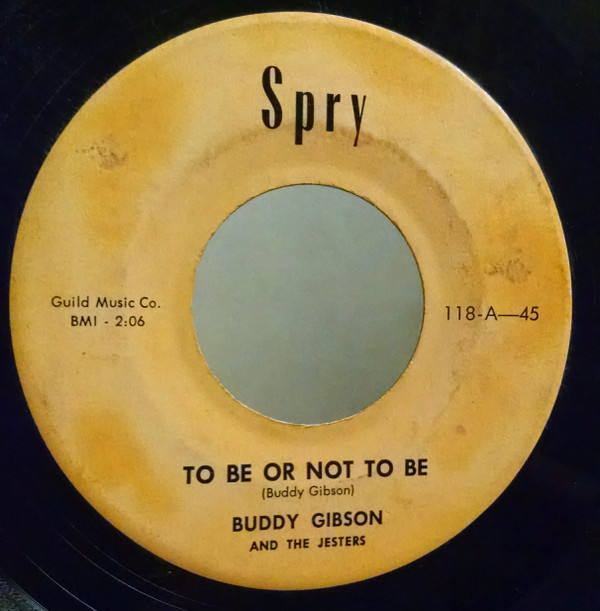 Spry
Guild Music Co.
BMI - 2:06
118-A—45
TO BE OR NOT TO BE
(Buddy Gibson)
BUDDY GIBSON
AND THE JESTERS